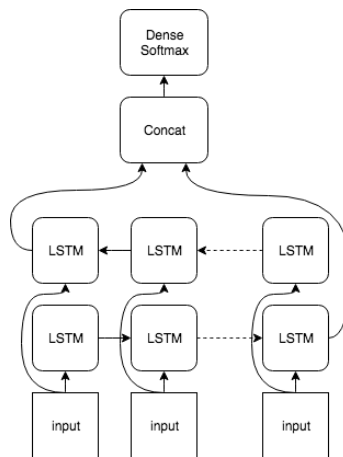 Dense
Softmax
Concat
LSTM LSTM LSTM
LSTM LSTM LSTM
input input input